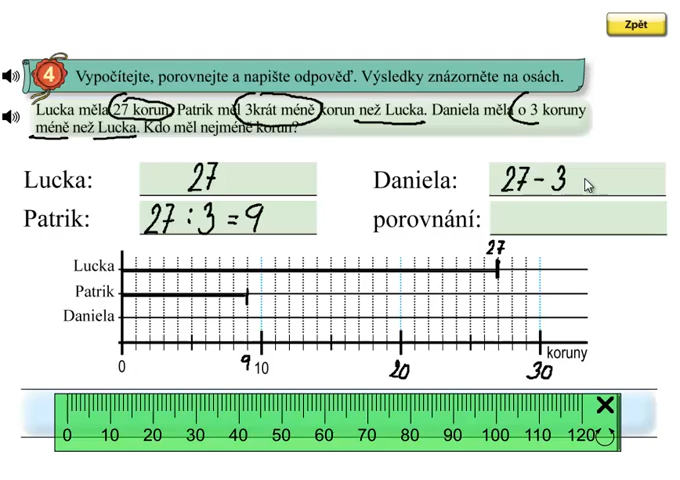 Zpět
4 Vypočítejte, porovnejte a napište odpověď. Výsledky znázorněte na osách.
Lucka měla 27 korun. Patrik měl 3krát méně korun než Lucka. Daniela měla o 3 koruny
méně než Lucka. Kdo měl nejméně korun?
Lucka: 27
Daniela: 27 - 3
Patrik: 27 : 3 = 9
porovnání:
27
Lucka
Patrik
Daniela
koruny
0 9 10 20 30
0 10 20 30 40 50 60 70 80 90 100 110 120